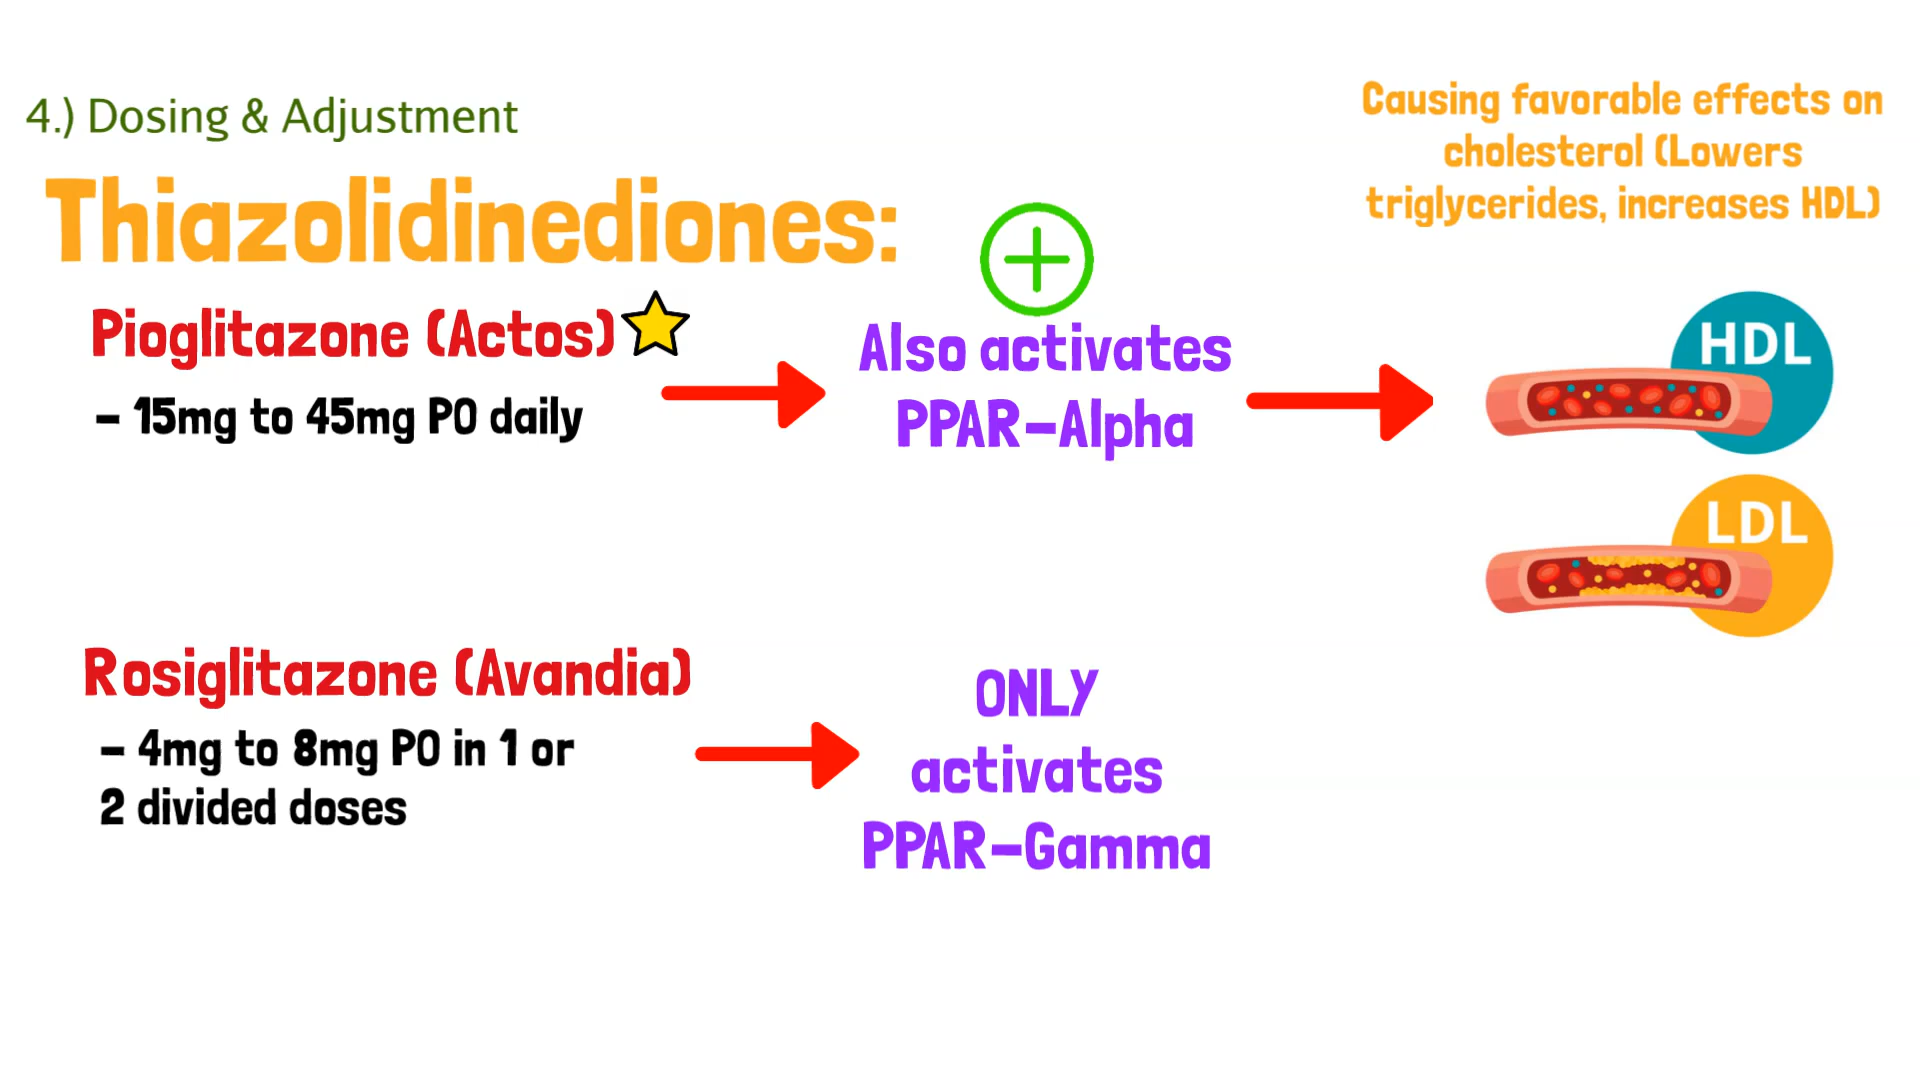 4.) Dosing & Adjustment
Thiazolidinediones:
Pioglitazone (Actos)
- 15mg to 45mg PO daily
Also activates
PPAR-Alpha
Causing favorable effects on
cholesterol (Lowers
triglycerides, increases HDL)
HDL
LDL
Rosiglitazone (Avandia)
- 4mg to 8mg PO in 1 or
2 divided doses
ONLY
activates
PPAR-Gamma